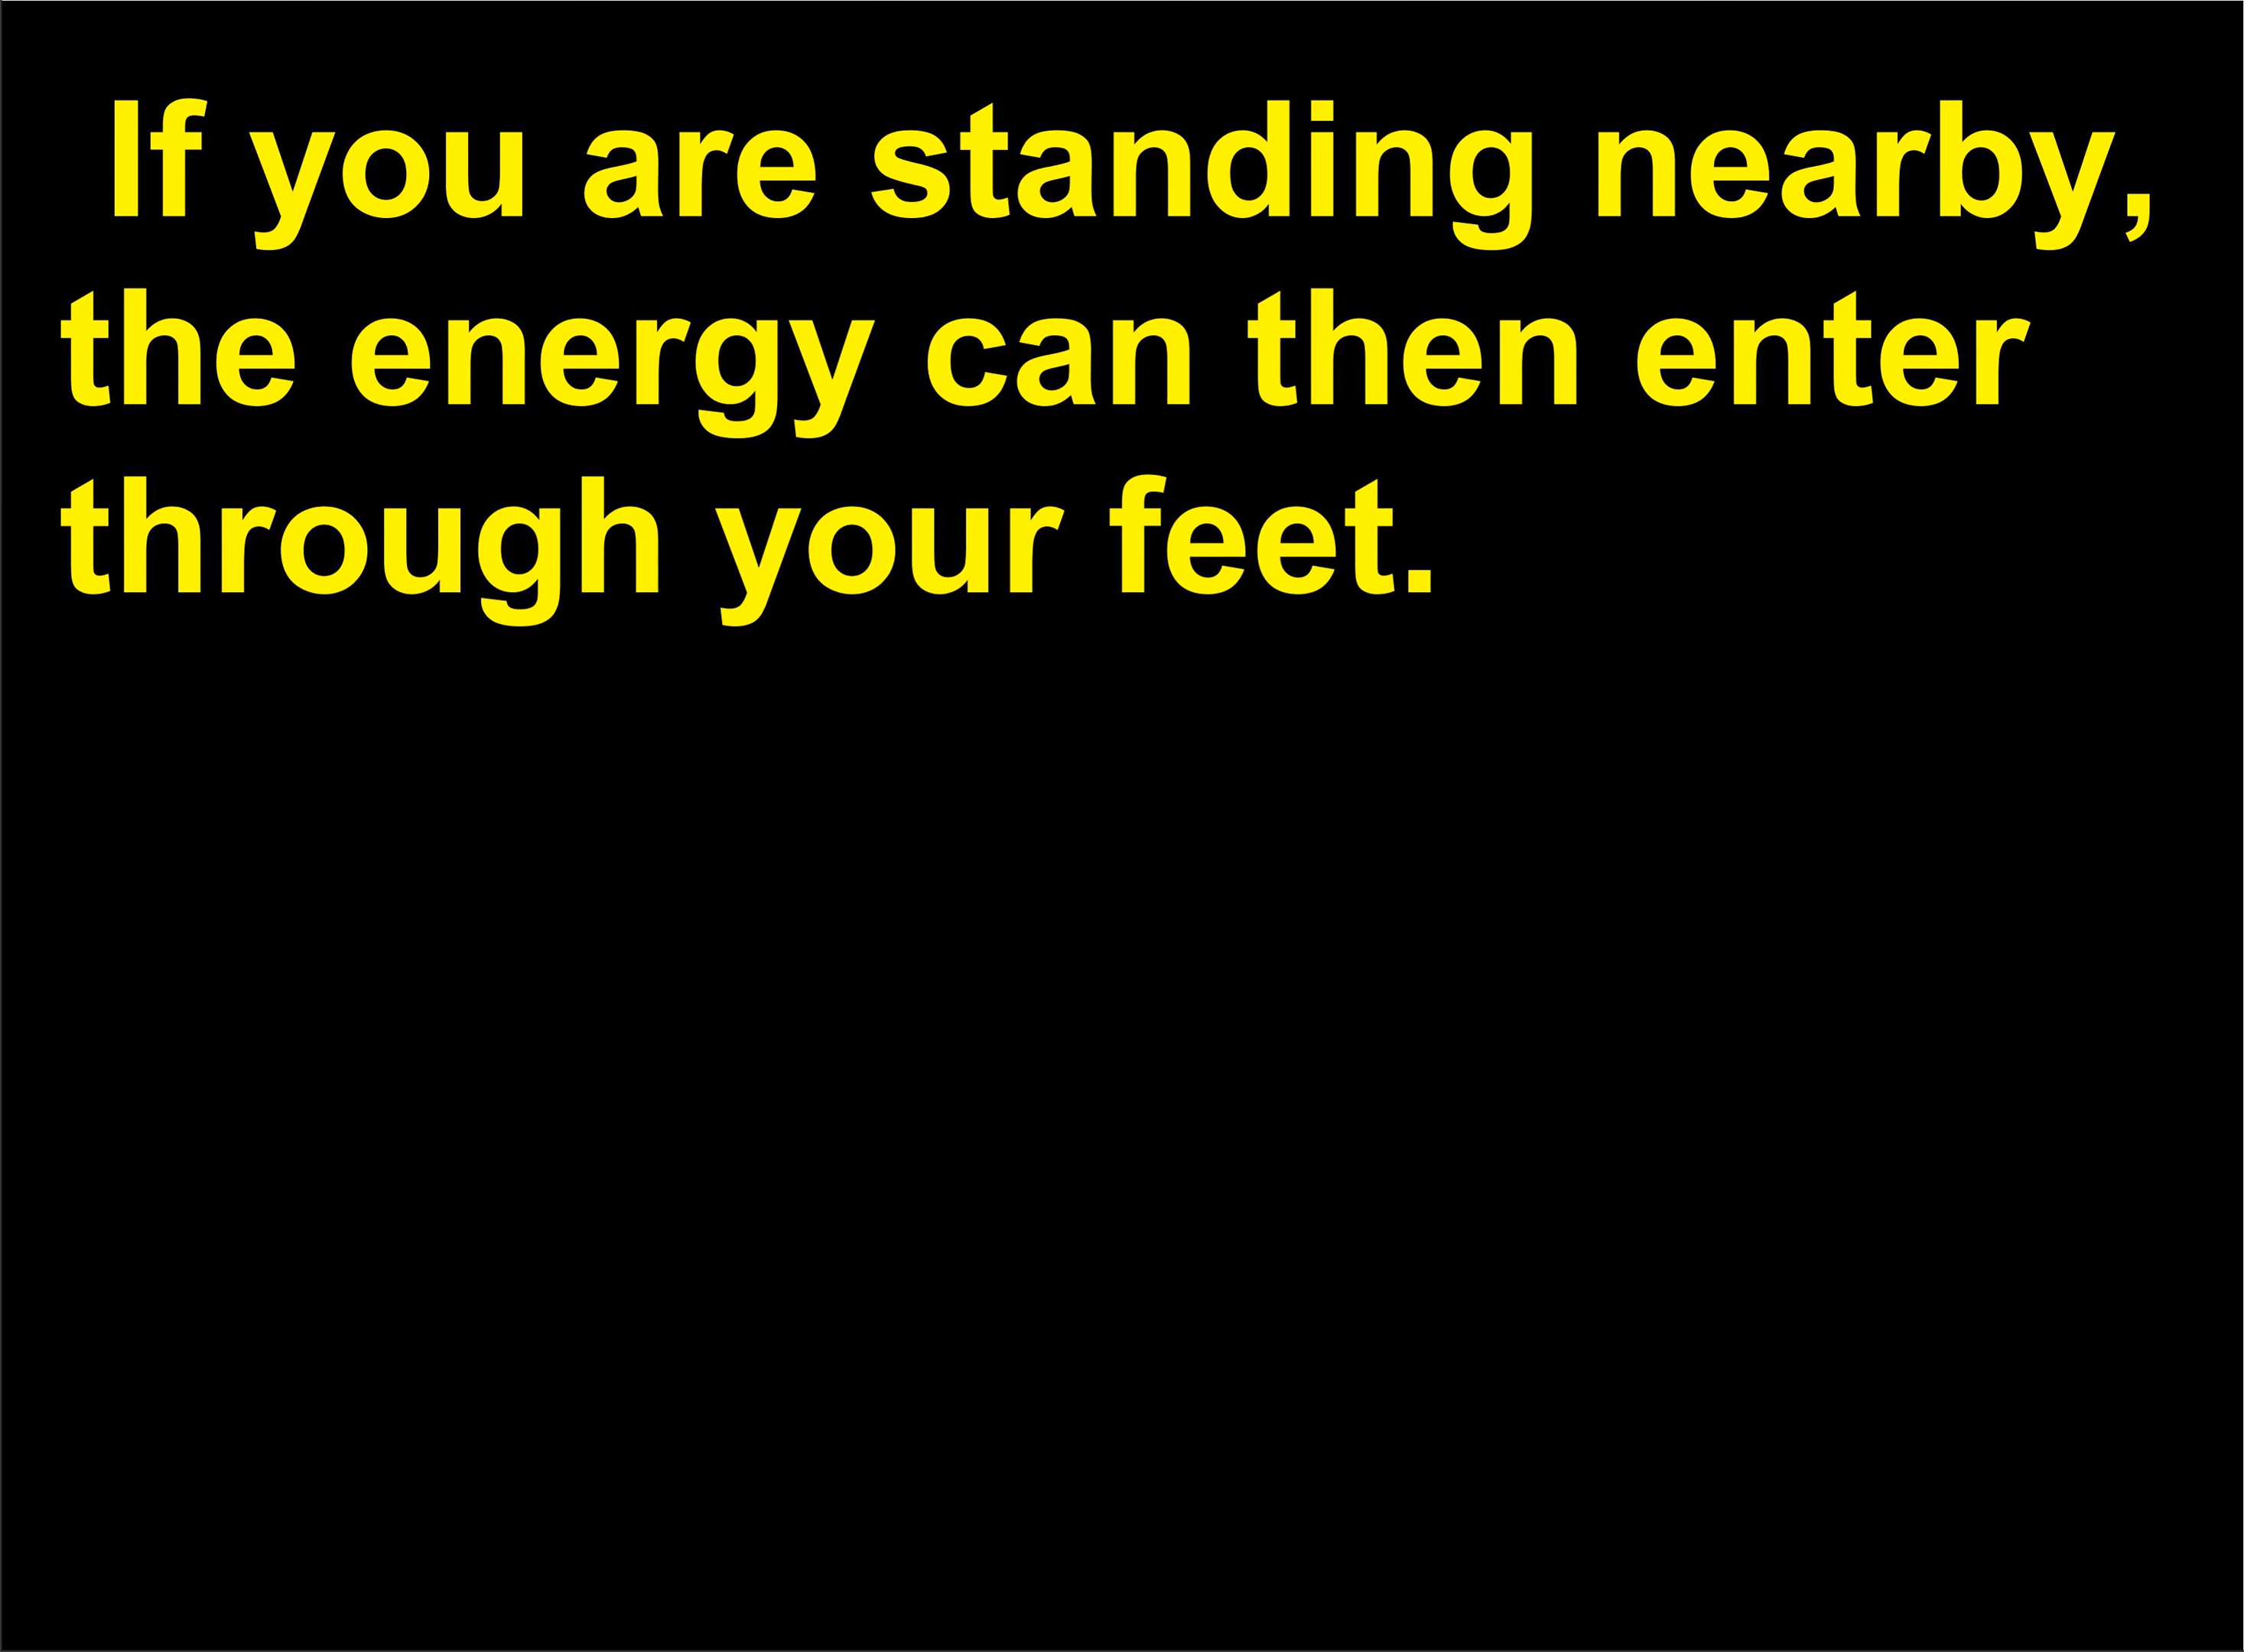 If you are standing nearby,
the energy can then enter
through your feet.